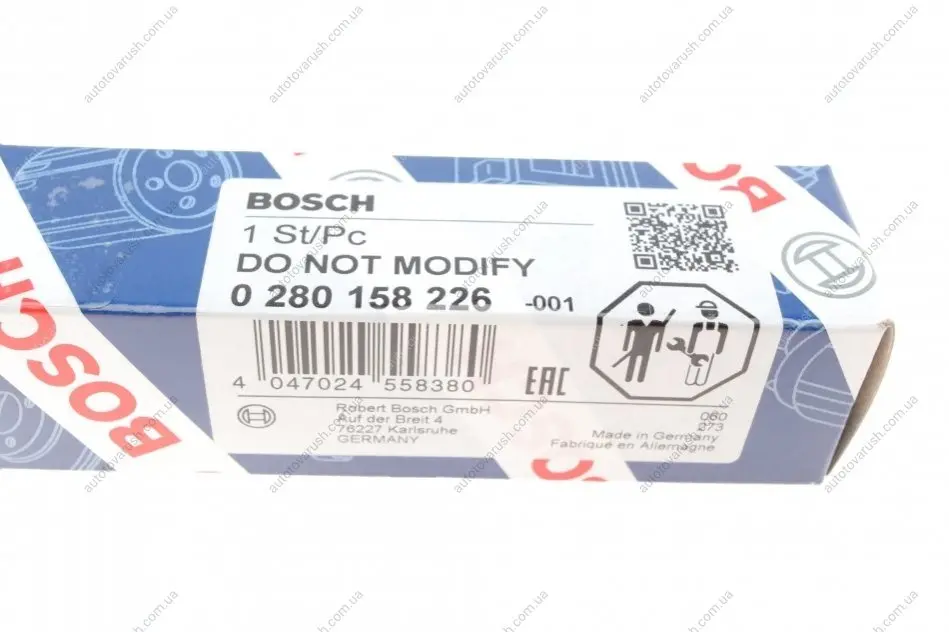 BOSCH
1 St/Pc
DO NOT MODIFY
0 280 158 226 -001
4 047024 558380
EAC
Robert Bosch GmbH
Auf der Breit 4
76227 Karlsruhe
GERMANY
060
273
Made in Germany
Fabriqué en Allemagne
BOSCH
BOSCH
autotovarush.com.ua